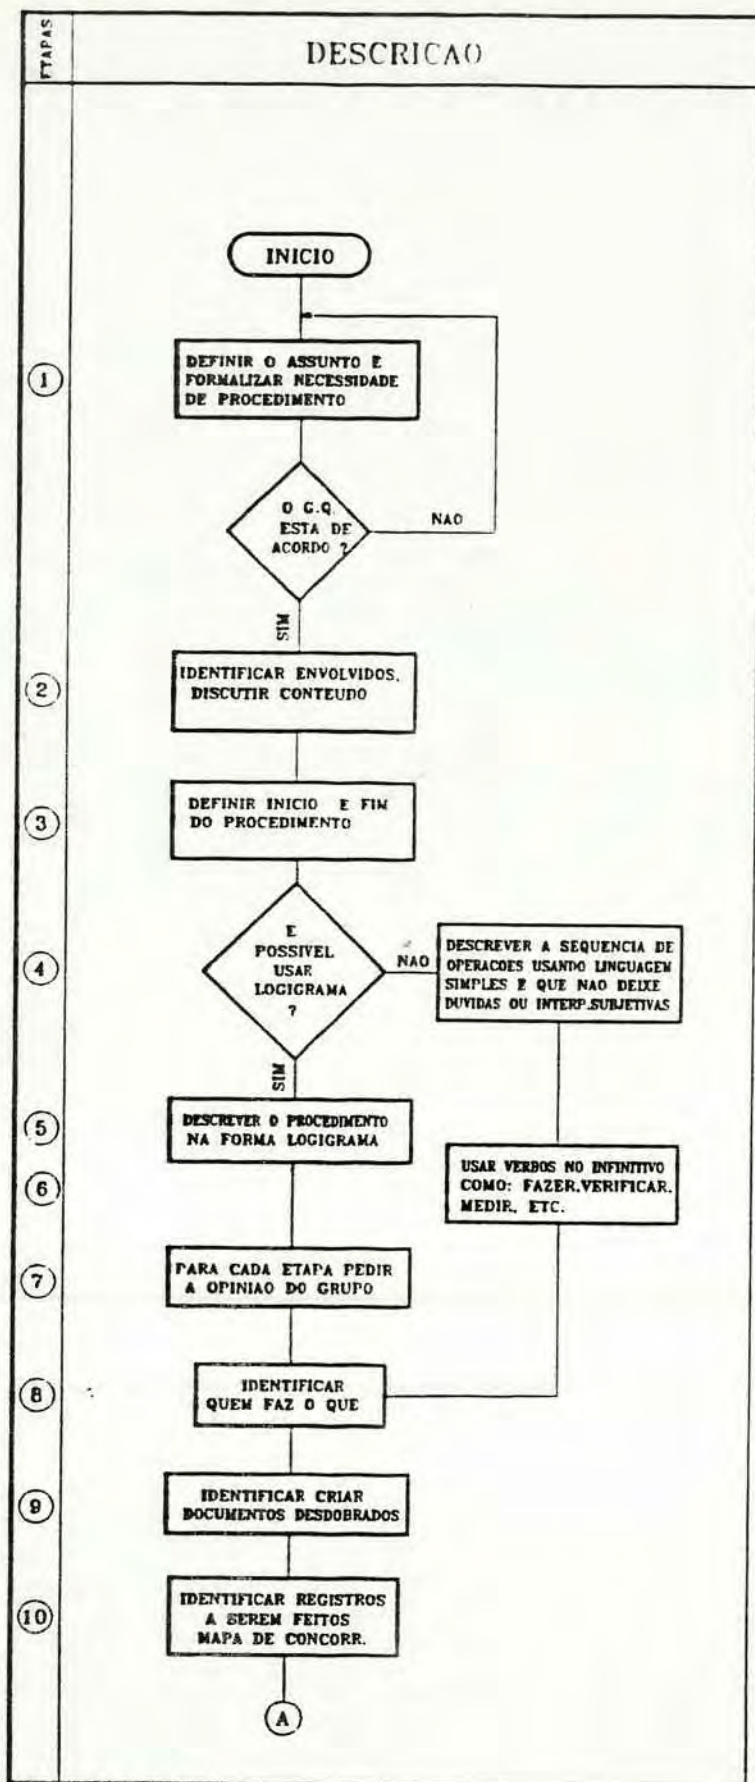 ETAPAS
DESCRICAO
INICIO
1
DEFINIR O ASSUNTO E
FORMALIZAR NECESSIDADE
DE PROCEDIMENTO
O G.Q.
ESTA DE
ACORDO ?
NAO
SIM
2
IDENTIFICAR ENVOLVIDOS.
DISCUTIR CONTEUDO
3
DEFINIR INICIO E FIM
DO PROCEDIMENTO
4
E
POSSIVEL
USAR
LOGIGRAMA
?
NAO
DESCREVER A SEQUENCIA DE
OPERACOES USANDO LINGUAGEM
SIMPLES E QUE NAO DEIXE
DUVIDAS OU INTERP.SUBJETIVAS
SIM
5
DESCREVER O PROCEDIMENTO
NA FORMA LOGIGRAMA
6
USAR VERBOS NO INFINITIVO
COMO: FAZER.VERIFICAR.
MEDIR. ETC.
7
PARA CADA ETAPA PEDIR
A OPINIAO DO GRUPO
8
IDENTIFICAR
QUEM FAZ O QUE
9
IDENTIFICAR CRIAR
DOCUMENTOS DESDOBRADOS
10
IDENTIFICAR REGISTROS
A SEREM FEITOS
MAPA DE CONCORR.
A